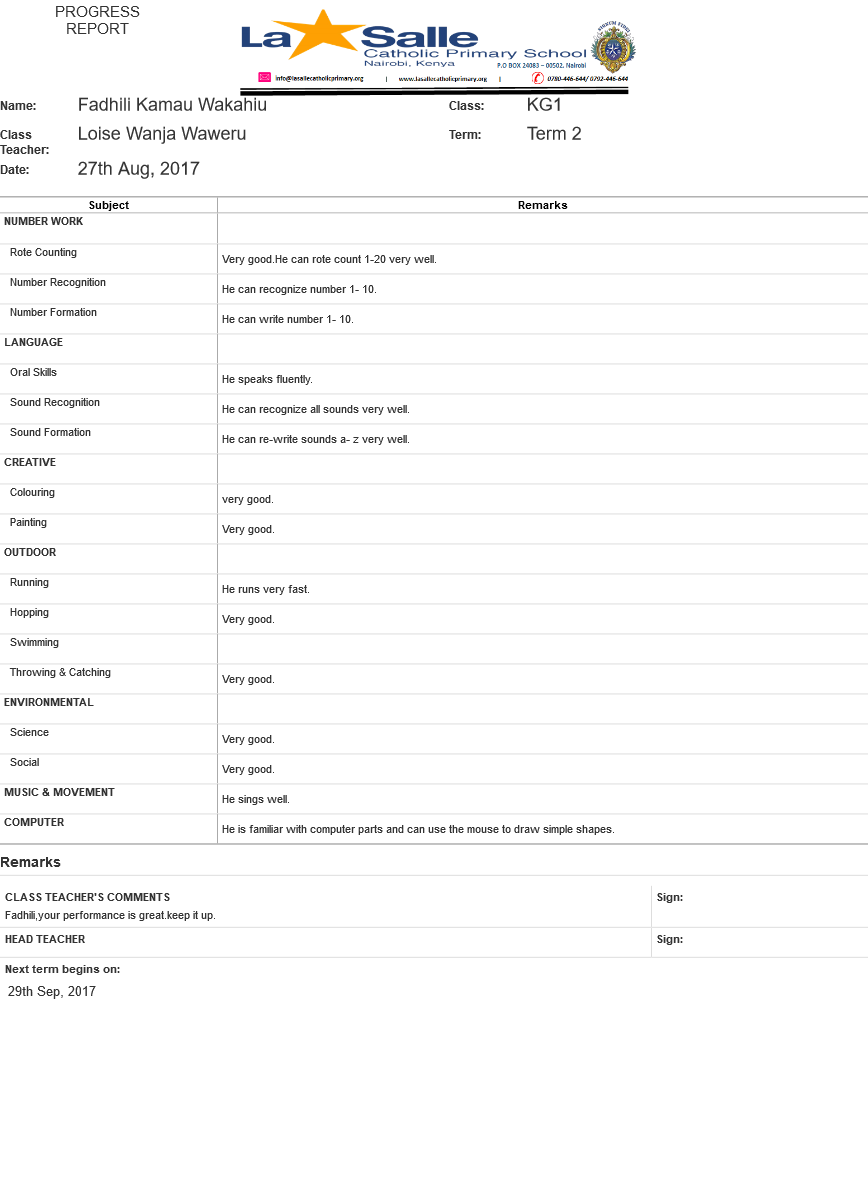 PROGRESS
REPORT
La Salle
Catholic Primary School
Nairobi, Kenya
P.O BOX 24083 – 00502, Nairobi
info@lasallecatholicprimary.org | www.lasallecatholicprimary.org | 0780-446-644/ 0792-446-644
Name: Fadhili Kamau Wakahiu Class: KG1
Class Teacher: Loise Wanja Waweru Term: Term 2
Date: 27th Aug, 2017
Subject Remarks
NUMBER WORK
Rote Counting Very good.He can rote count 1-20 very well.
Number Recognition He can recognize number 1- 10.
Number Formation He can write number 1- 10.
LANGUAGE
Oral Skills He speaks fluently.
Sound Recognition He can recognize all sounds very well.
Sound Formation He can re-write sounds a- z very well.
CREATIVE
Colouring very good.
Painting Very good.
OUTDOOR
Running He runs very fast.
Hopping Very good.
Swimming
Throwing & Catching Very good.
ENVIRONMENTAL
Science Very good.
Social Very good.
MUSIC & MOVEMENT He sings well.
COMPUTER He is familiar with computer parts and can use the mouse to draw simple shapes.
Remarks
CLASS TEACHER'S COMMENTS Sign:
Fadhili,your performance is great.keep it up.
HEAD TEACHER Sign:
Next term begins on:
29th Sep, 2017